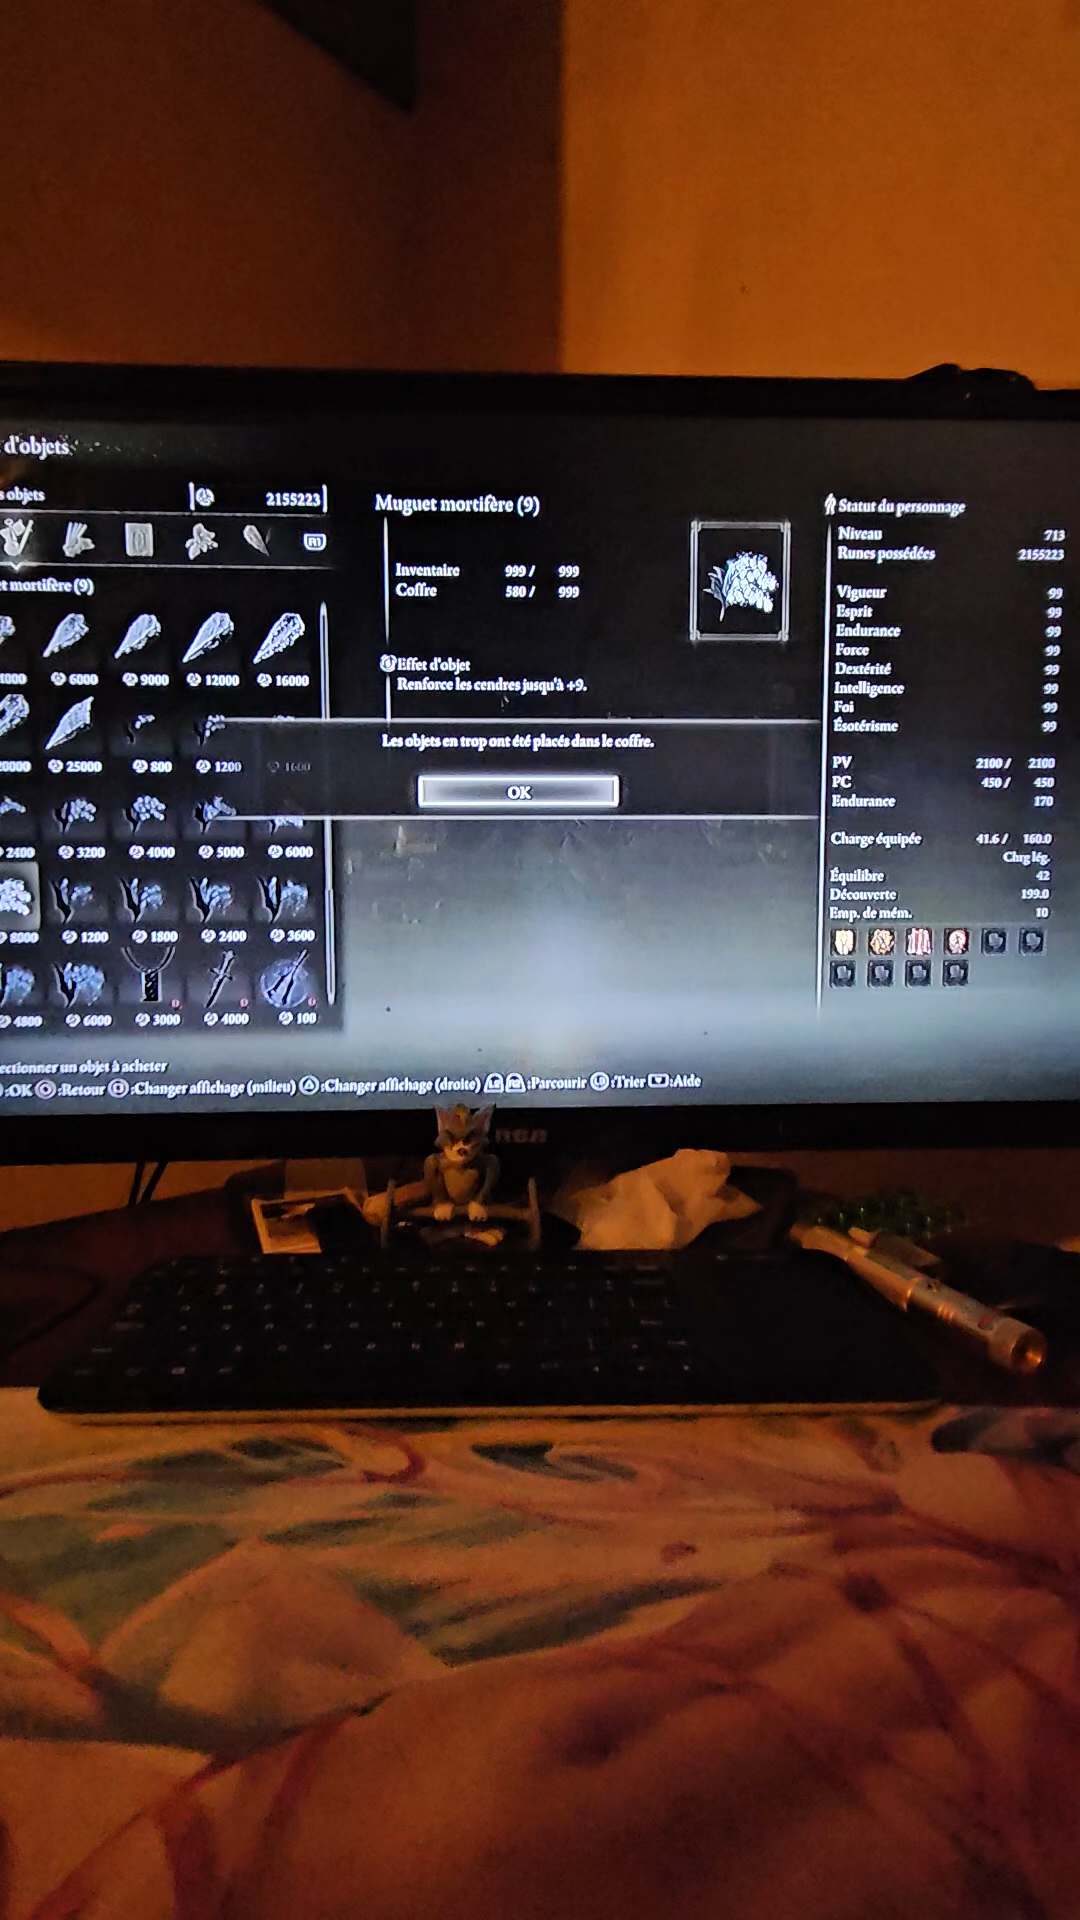 d'objets
objets
2155223
R1
mortifère (9)
6000 9000 12000 16000
25000 800 1200 1600
2400 3200 4000 5000 6000
8000 1200 1800 2400 3600
4800 6000 3000 4000 100
Muguet mortifère (9)
Inventaire 999 / 999
Coffre 580 / 999
Effet d'objet
Renforce les cendres jusqu'à +9.
Les objets en trop ont été placés dans le coffre.
OK
Statut du personnage
Niveau 713
Runes possédées 2155223
Vigueur 99
Esprit 99
Endurance 99
Force 99
Dextérité 99
Intelligence 99
Foi 99
Ésotérisme 99
PV 2100 / 2100
PC 450 / 450
Endurance 170
Charge équipée 41.6 / 160.0
Chrg lég.
Équilibre 42
Découverte 199.0
Emp. de mém. 10
un objet à acheter
:OK :Retour :Changer affichage (milieu) :Changer affichage (droite) L2 R2 :Parcourir L3 :Trier :Aide
RCA